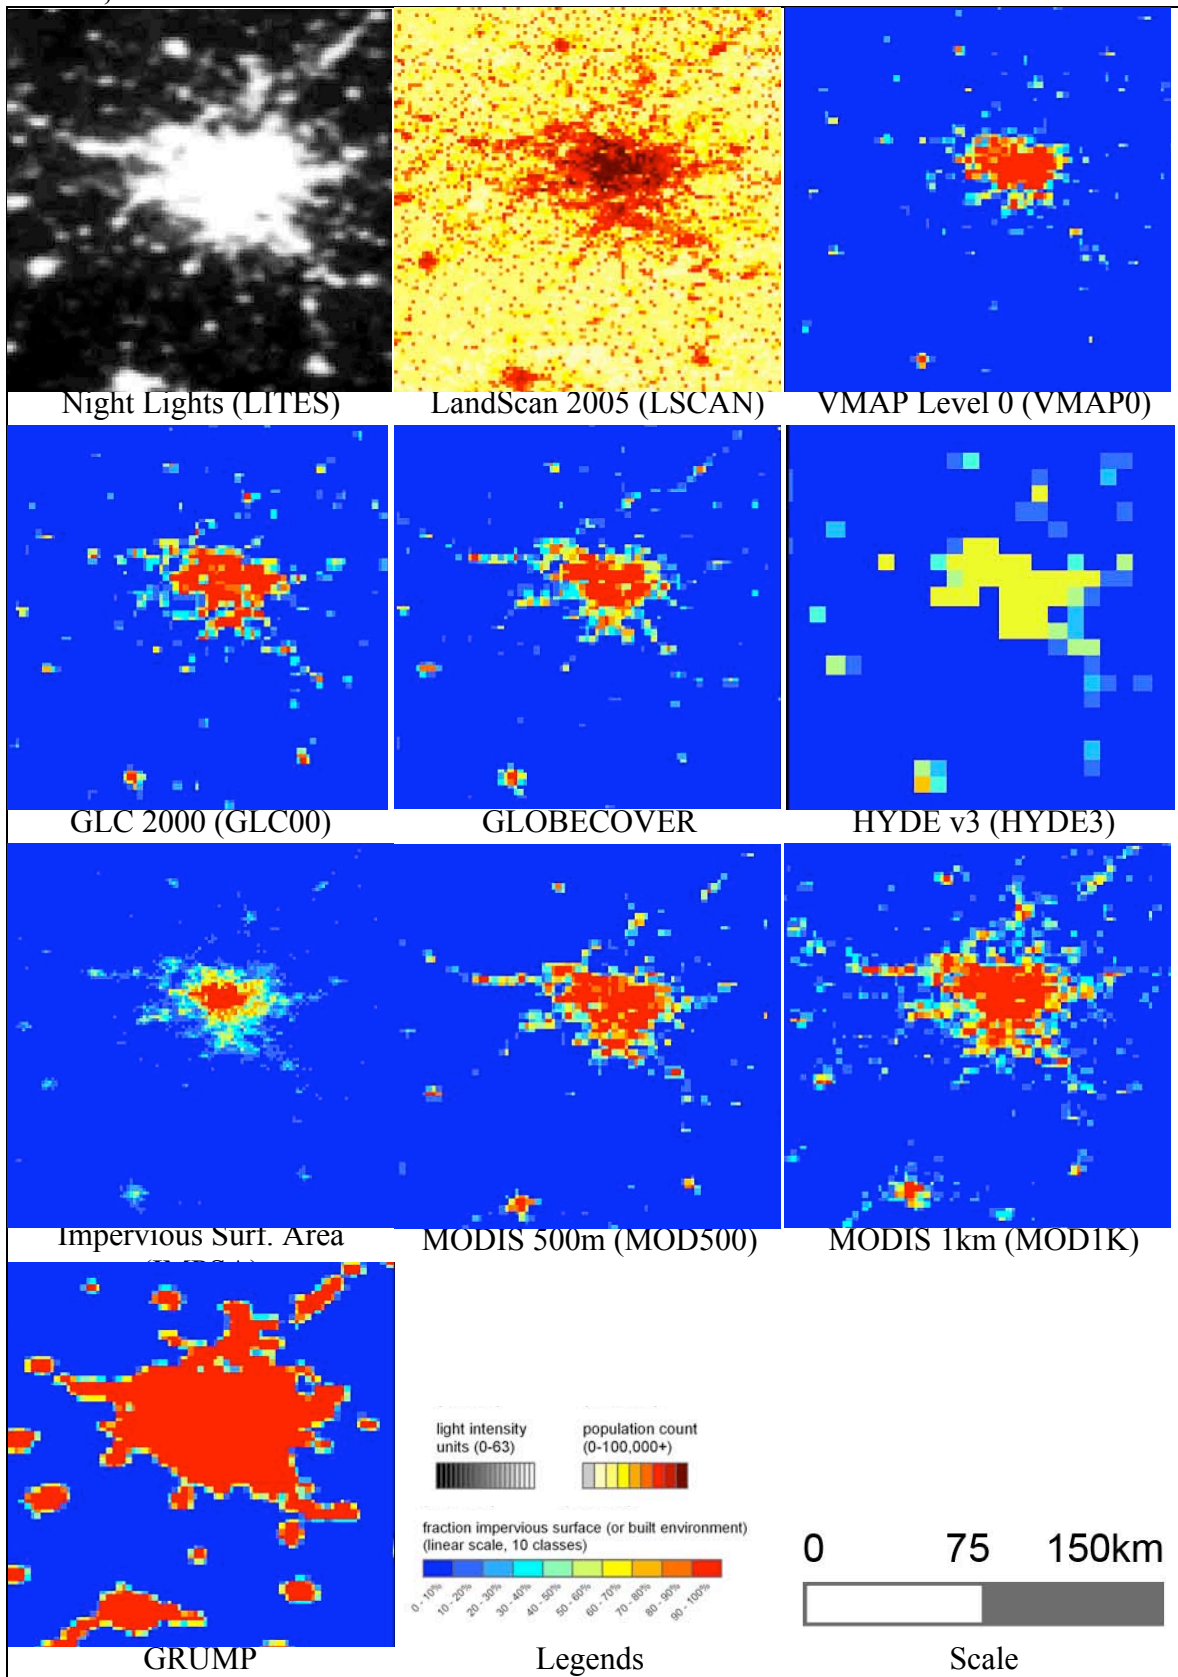 Night Lights (LITES) LandScan 2005 (LSCAN) VMAP Level 0 (VMAP0)
GLC 2000 (GLC00) GLOBECOVER HYDE v3 (HYDE3)
Impervious Surf. Area MODIS 500m (MOD500) MODIS 1km (MOD1K)
light intensity
units (0-63)
population count
(0-100,000+)
fraction impervious surface (or built environment)
(linear scale, 10 classes)
0 - 10% 10 - 20% 20 - 30% 30 - 40% 40 - 50% 50 - 60% 60 - 70% 70 - 80% 80 - 90% 90 - 100%
0 75 150km
GRUMP Legends Scale